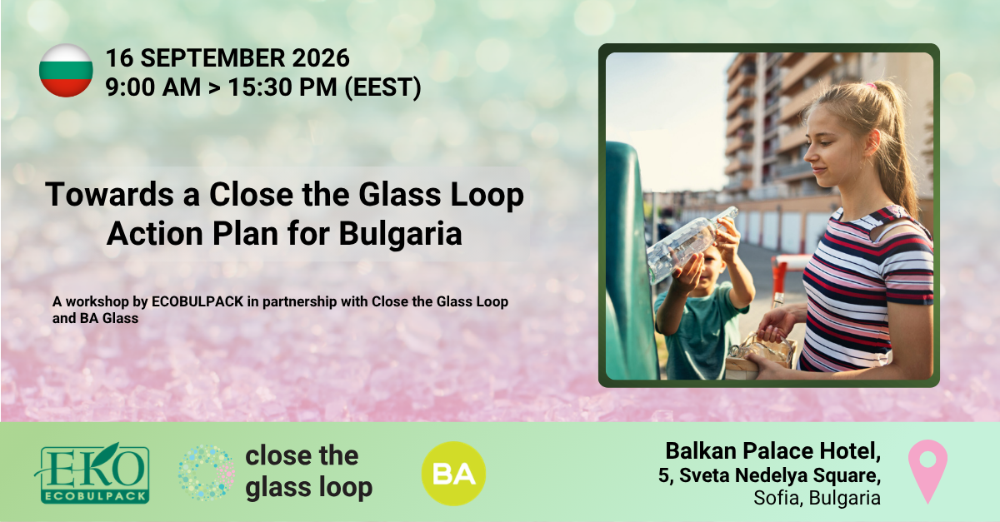 16 SEPTEMBER 2026
9:00 AM > 15:30 PM (EEST)
Towards a Close the Glass Loop
Action Plan for Bulgaria
A workshop by ECOBULPACK in partnership with Close the Glass Loop
and BA Glass
EKO
ECOBULPACK
close the
glass loop
BA
Balkan Palace Hotel,
5, Sveta Nedelya Square,
Sofia, Bulgaria